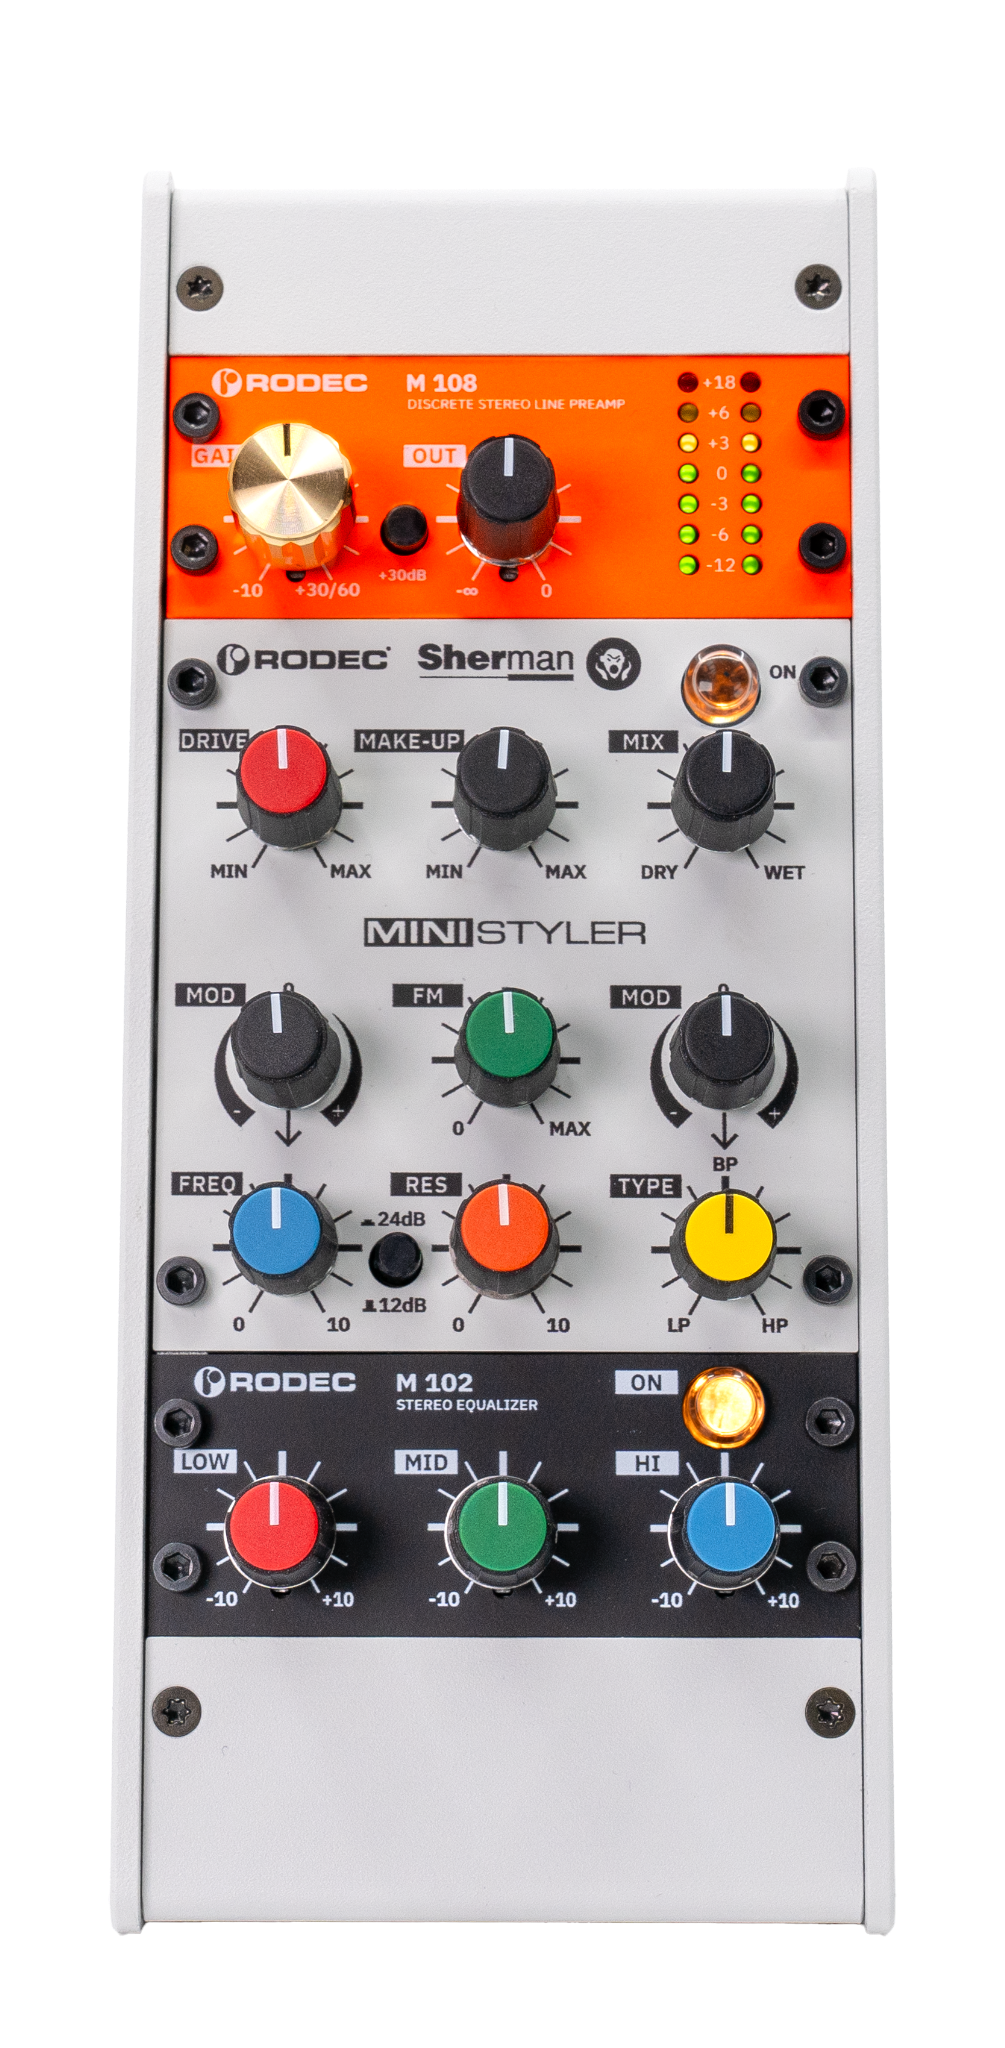 RODEC M 108
DISCRETE STEREO LINE PREAMP
+18
+6
GAI OUT
+3
0
-3
-6
-12
+30dB
-10 +30/60 -∞ 0
RODEC Sherman ON
DRIVE MAKE-UP MIX
MIN MAX MIN MAX DRY WET
MINISTYLER
MOD 0 FM MOD 0
- + - +
0 MAX
BP
FREQ RES TYPE
24dB
12dB
0 10 0 10 LP HP
RODEC M 102 ON
STEREO EQUALIZER
LOW MID HI
-10 +10 -10 +10 -10 +10